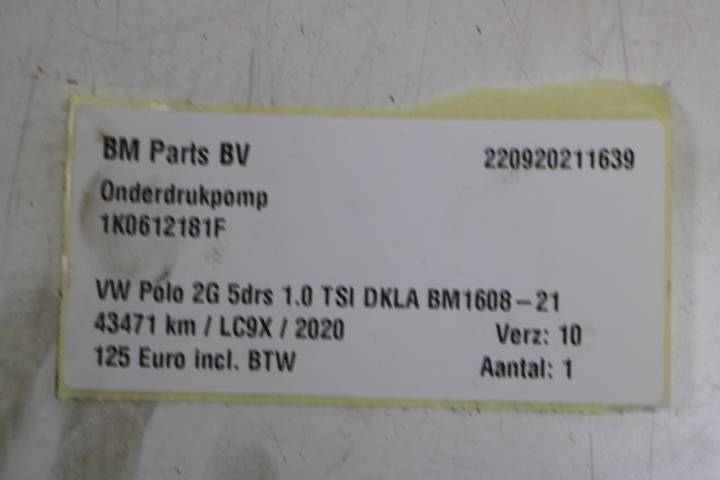 BM Parts BV 220920211639
Onderdrukpomp
1K0612181F
VW Polo 2G 5drs 1.0 TSI DKLA BM1608-21
43471 km / LC9X / 2020 Verz: 10
125 Euro incl. BTW Aantal: 1